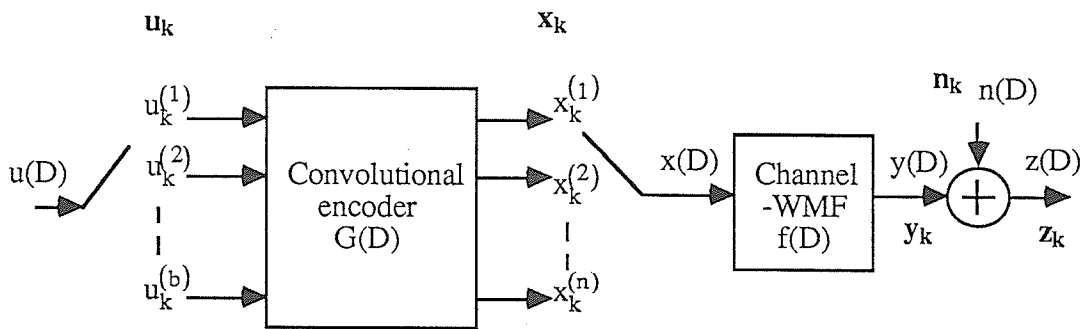 u_k
x_k
u_k^(1)
x_k^(1)
n_k n(D)
u(D)
u_k^(2)
Convolutional
encoder
G(D)
x_k^(2)
x(D)
Channel
-WMF
f(D)
y(D)
y_k
+
z(D)
z_k
u_k^(b)
x_k^(n)